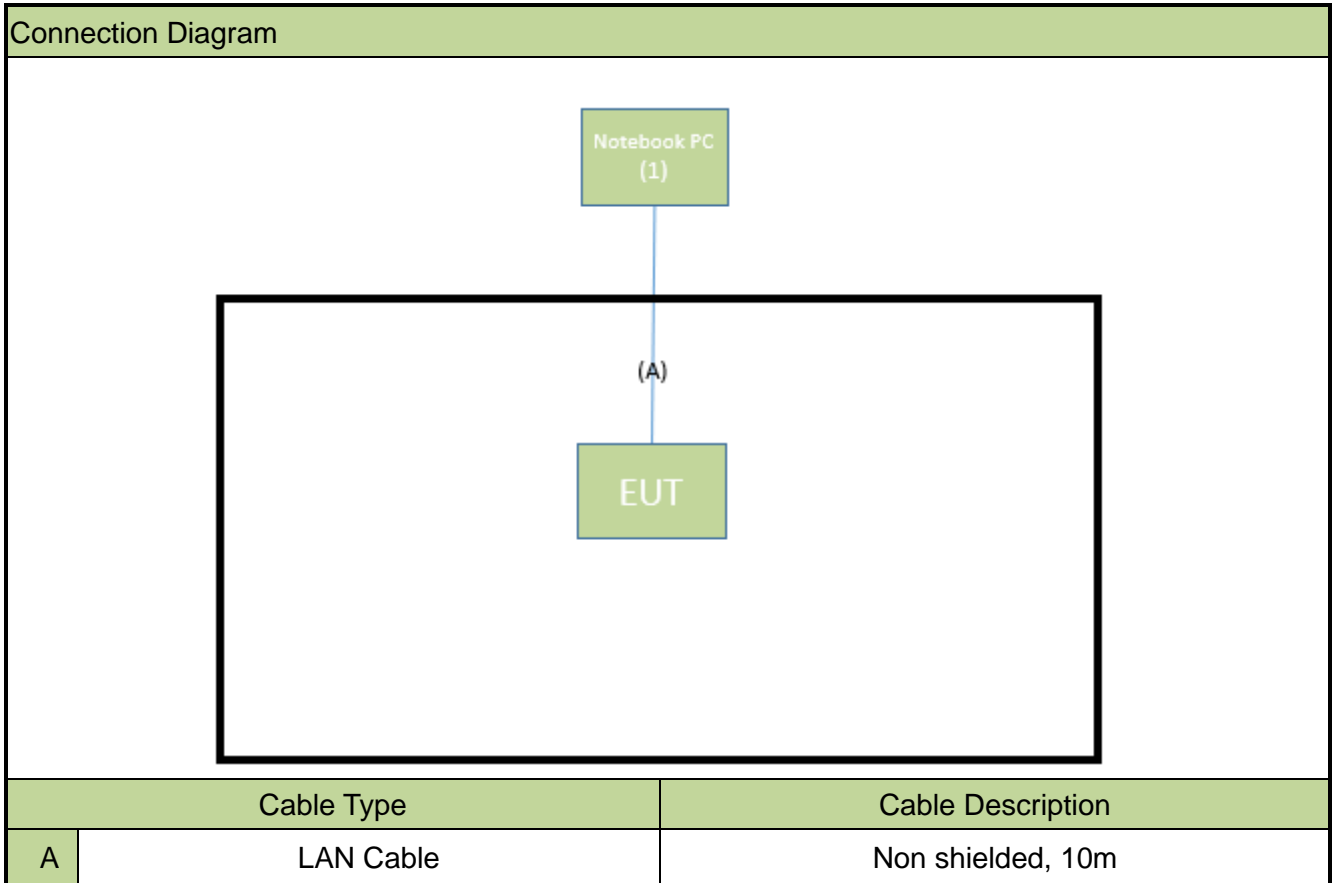 Connection Diagram
Notebook PC
(1)
(A)
EUT
Cable Type Cable Description
A LAN Cable Non shielded, 10m